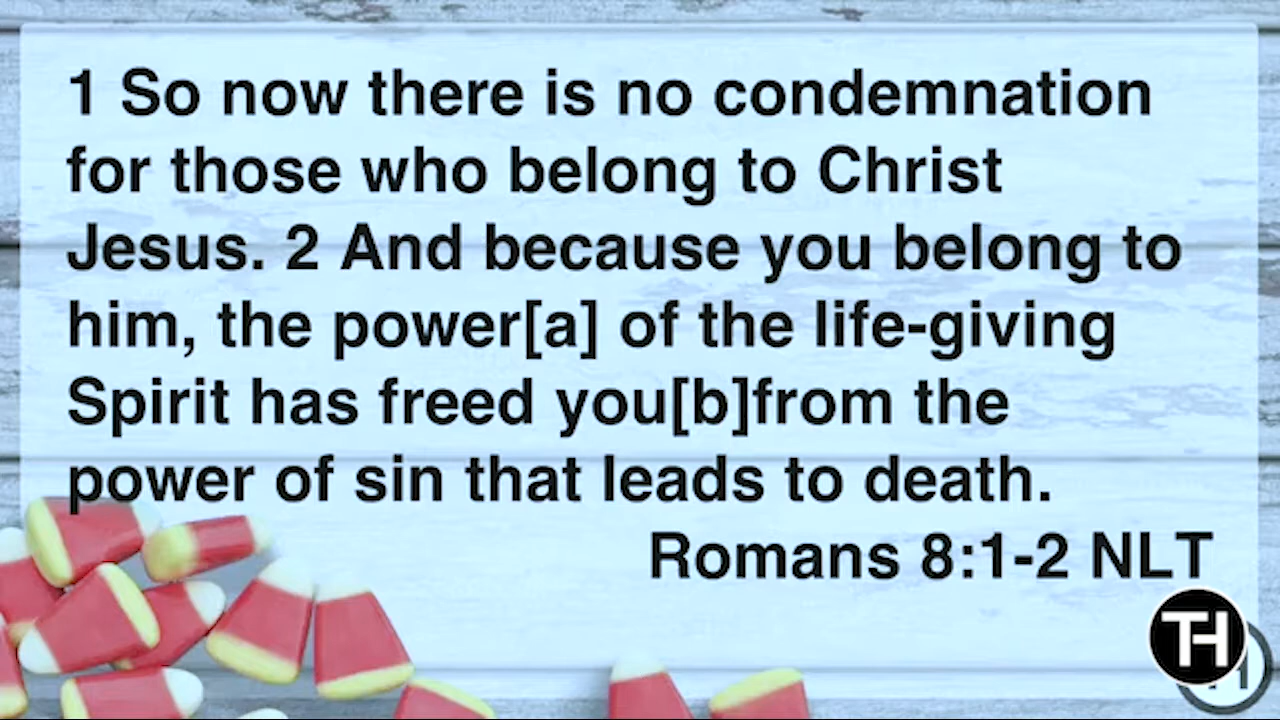 1 So now there is no condemnation
for those who belong to Christ
Jesus. 2 And because you belong to
him, the power[a] of the life-giving
Spirit has freed you[b]from the
power of sin that leads to death.
Romans 8:1-2 NLT
TH